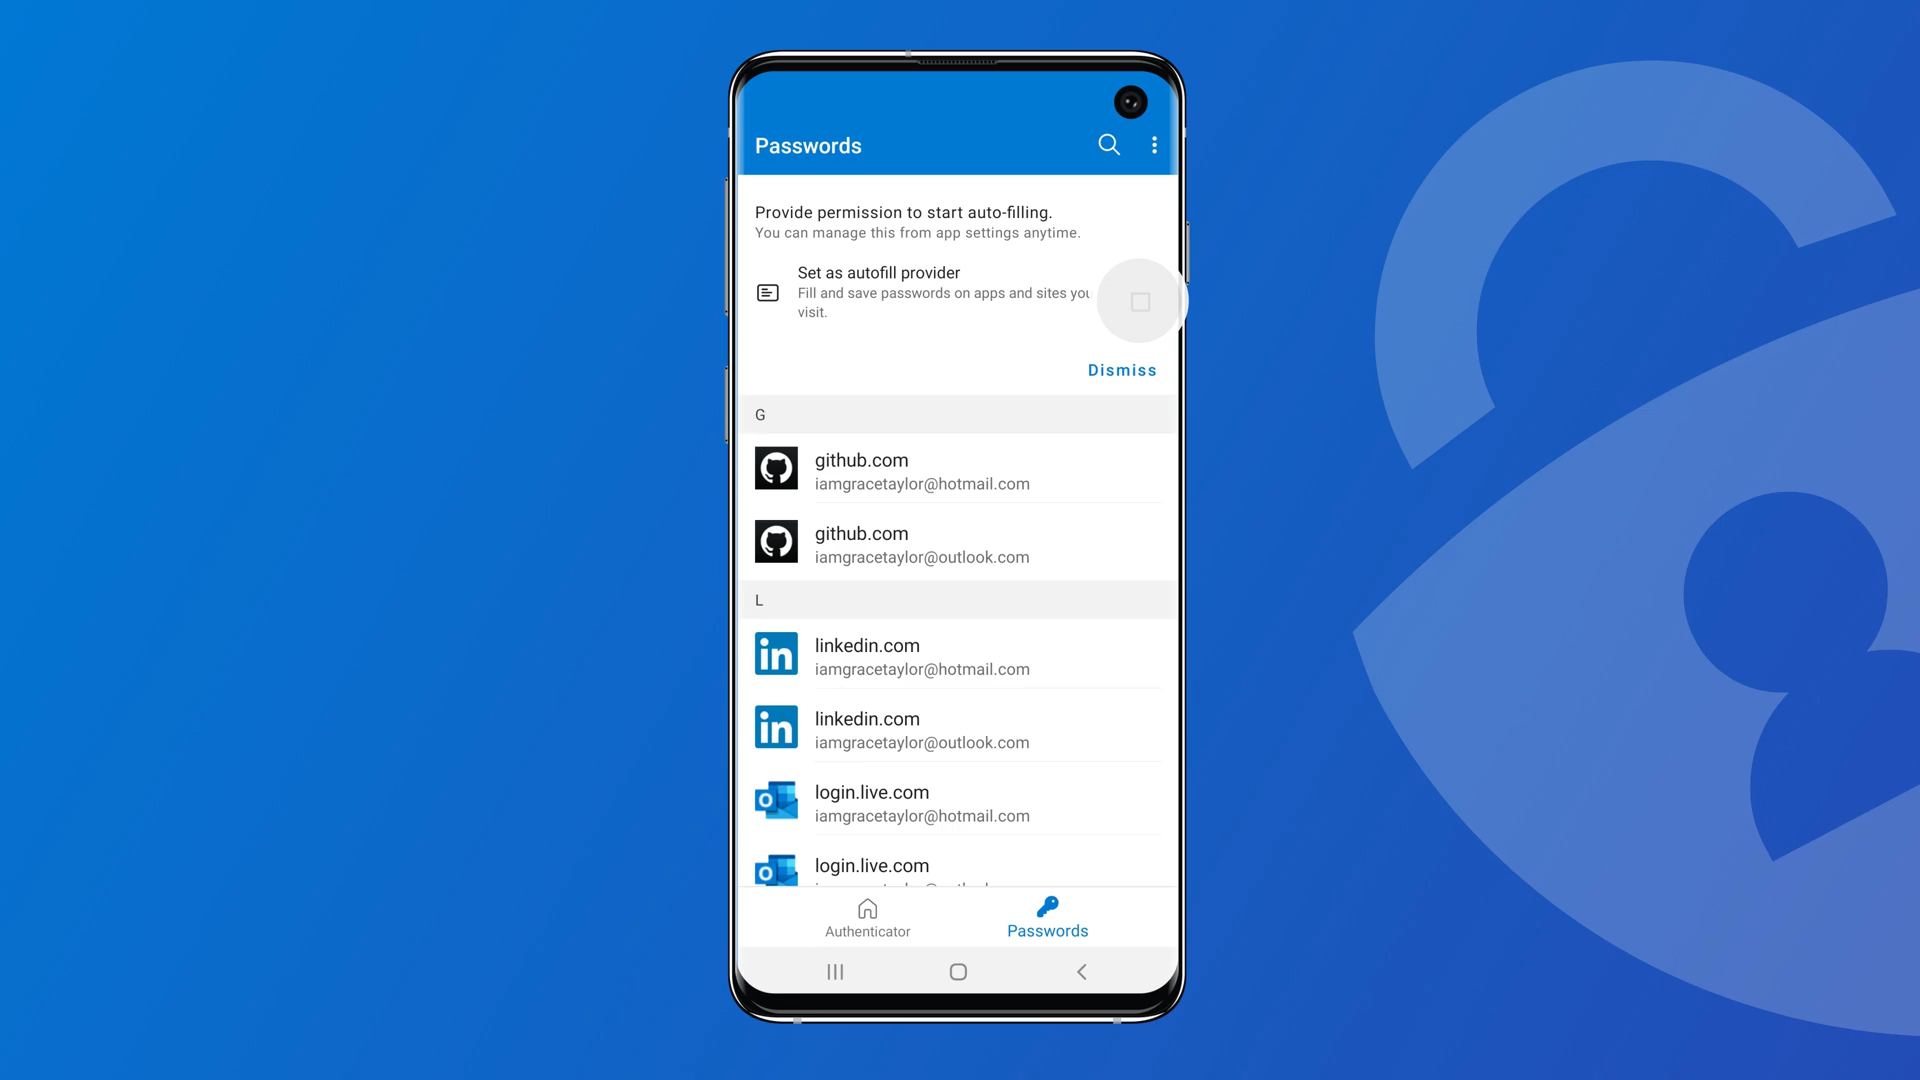 Passwords
Provide permission to start auto-filling.
You can manage this from app settings anytime.
Set as autofill provider
Fill and save passwords on apps and sites you
visit.
Dismiss
G
github.com
iamgracetaylor@hotmail.com
github.com
iamgracetaylor@outlook.com
L
linkedin.com
iamgracetaylor@hotmail.com
linkedin.com
iamgracetaylor@outlook.com
login.live.com
iamgracetaylor@hotmail.com
login.live.com
Authenticator
Passwords